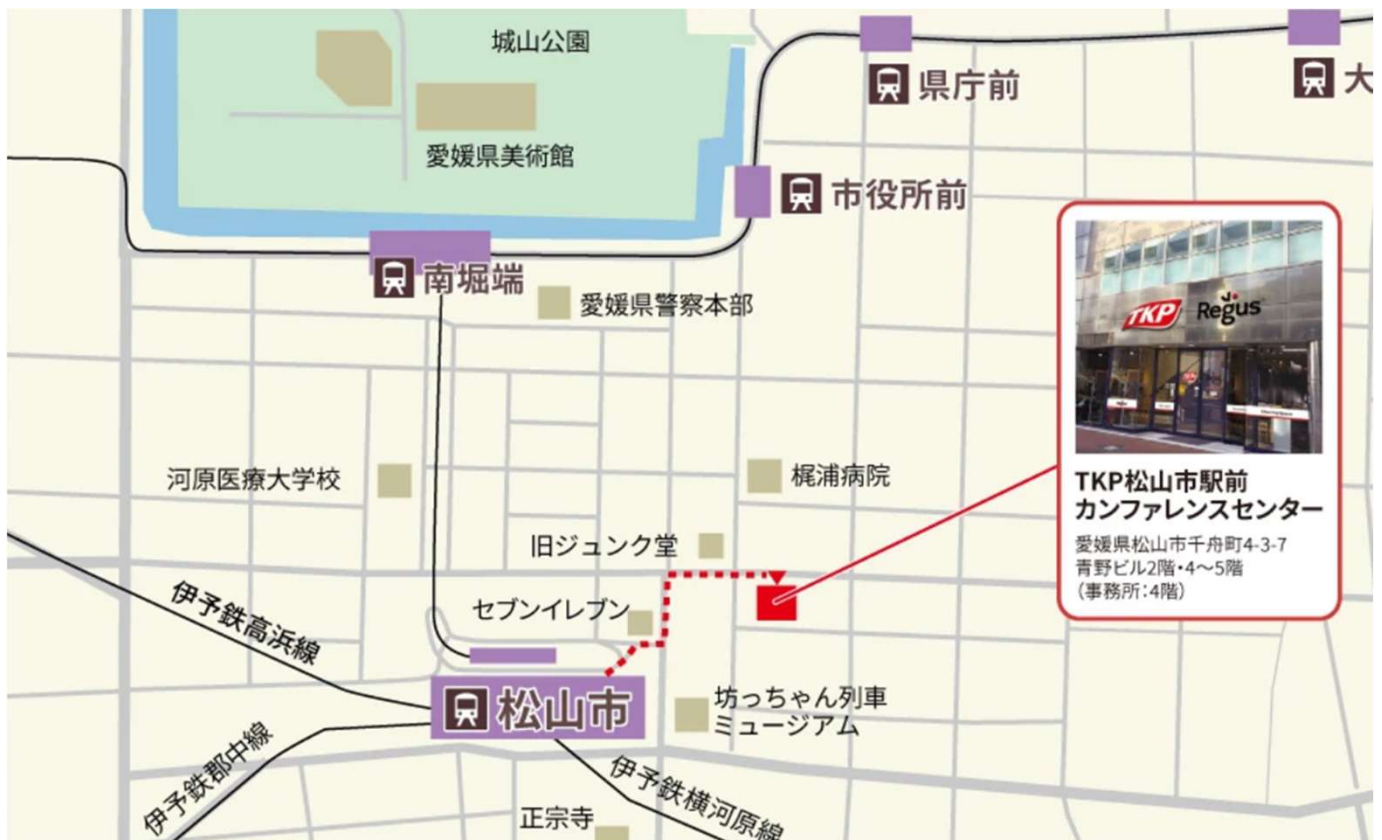 城山公園
愛媛県美術館
県庁前
大
市役所前
南堀端
愛媛県警察本部
TKP Regus
河原医療大学校
梶浦病院
TKP松山市駅前
カンファレンスセンター
愛媛県松山市千舟町4-3-7
青野ビル2階・4～5階
（事務所：4階）
旧ジュンク堂
セブンイレブン
伊予鉄高浜線
松山市
坊っちゃん列車
ミュージアム
伊予鉄郡中線
伊予鉄横河原線
正宗寺